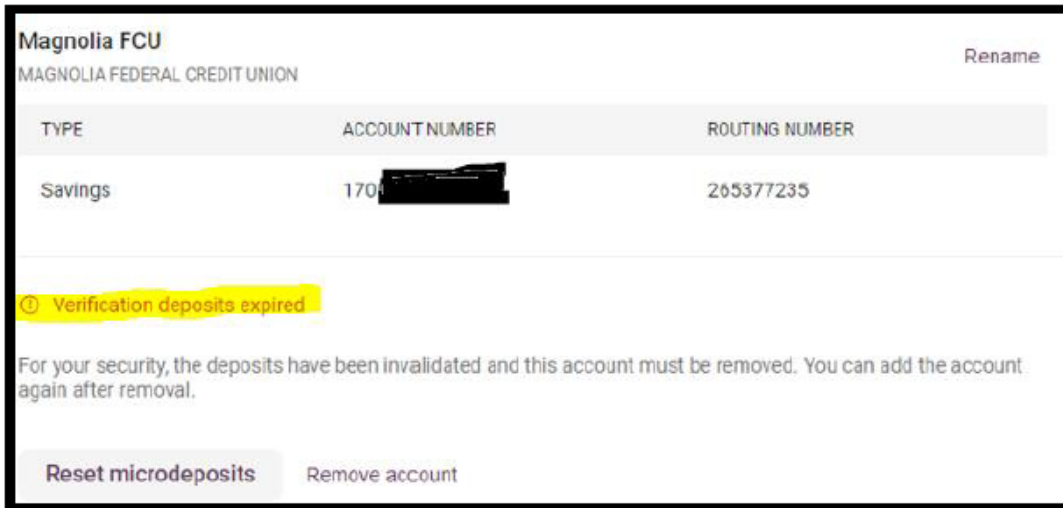 Magnolia FCU
Rename
MAGNOLIA FEDERAL CREDIT UNION
TYPE ACCOUNT NUMBER ROUTING NUMBER
Savings 170 265377235
Verification deposits expired
For your security, the deposits have been invalidated and this account must be removed. You can add the account
again after removal.
Reset microdeposits Remove account